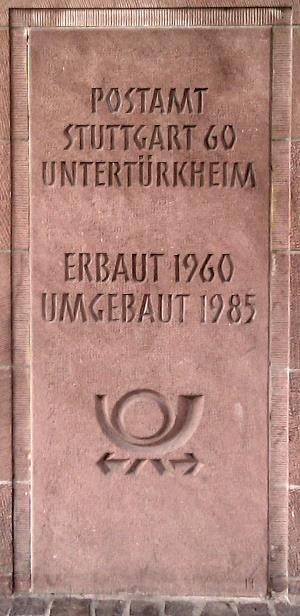 POSTAMT
STUTTGART 60
UNTERTÜRKHEIM
ERBAUT 1960
UMGEBAUT 1985